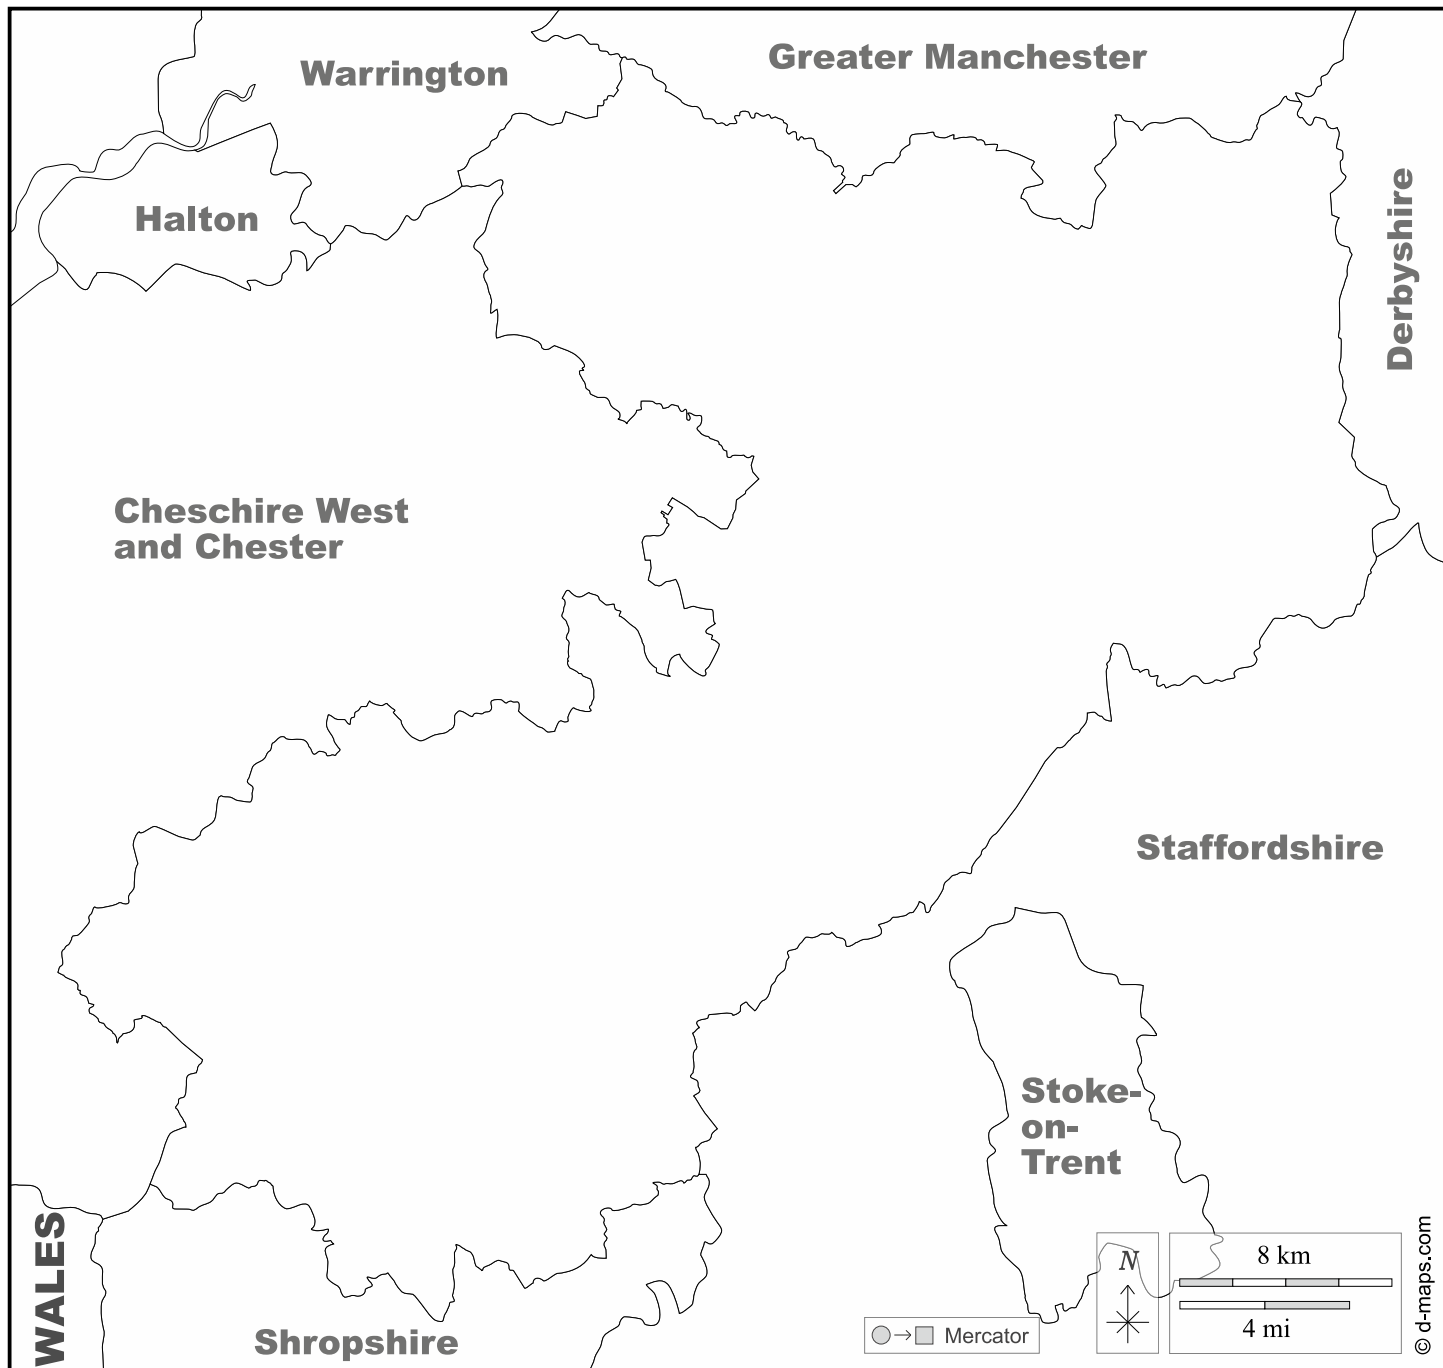 Greater Manchester
Warrington
Derbyshire
Halton
Cheschire West
and Chester
Staffordshire
Stoke-
on-
Trent
WALES
Shropshire
N
8 km
4 mi
Mercator
© d-maps.com